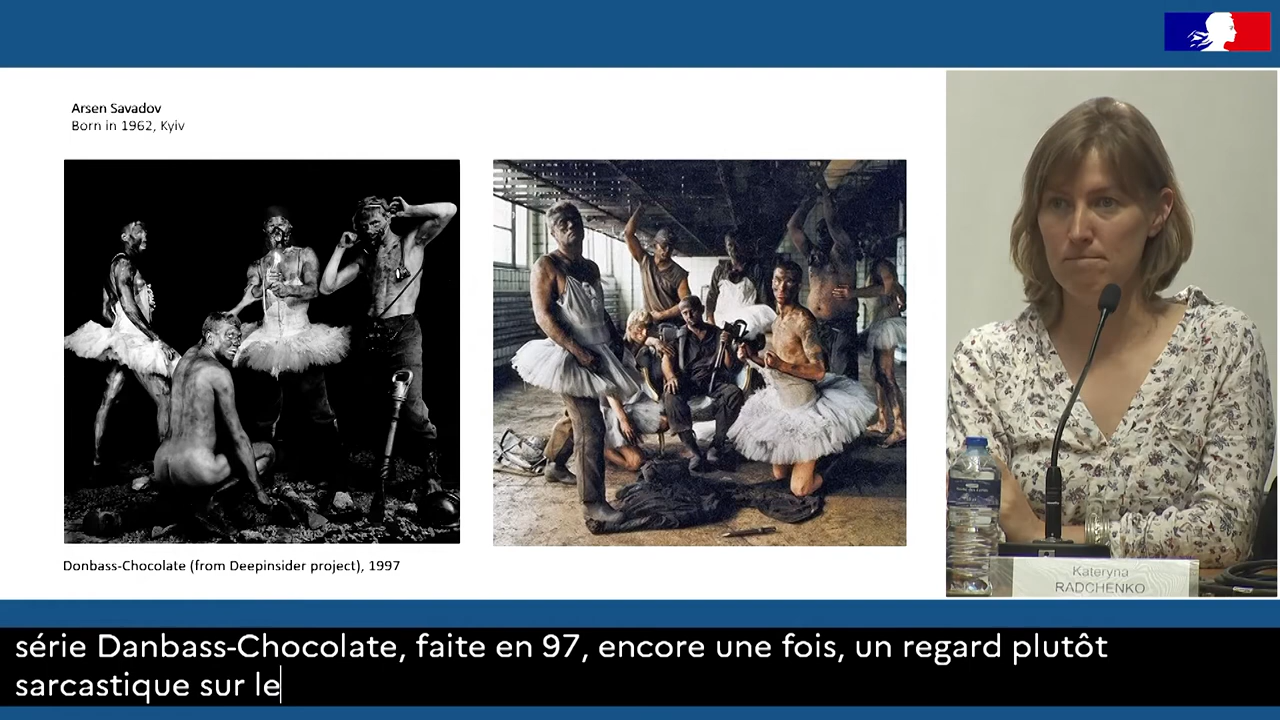 Arsen Savadov
Born in 1962, Kyiv
Donbass-Chocolate (from Deepinsider project), 1997
Kateryna
RADCHENKO
série Danbass-Chocolate, faite en 97, encore une fois, un regard plutôt
sarcastique sur le